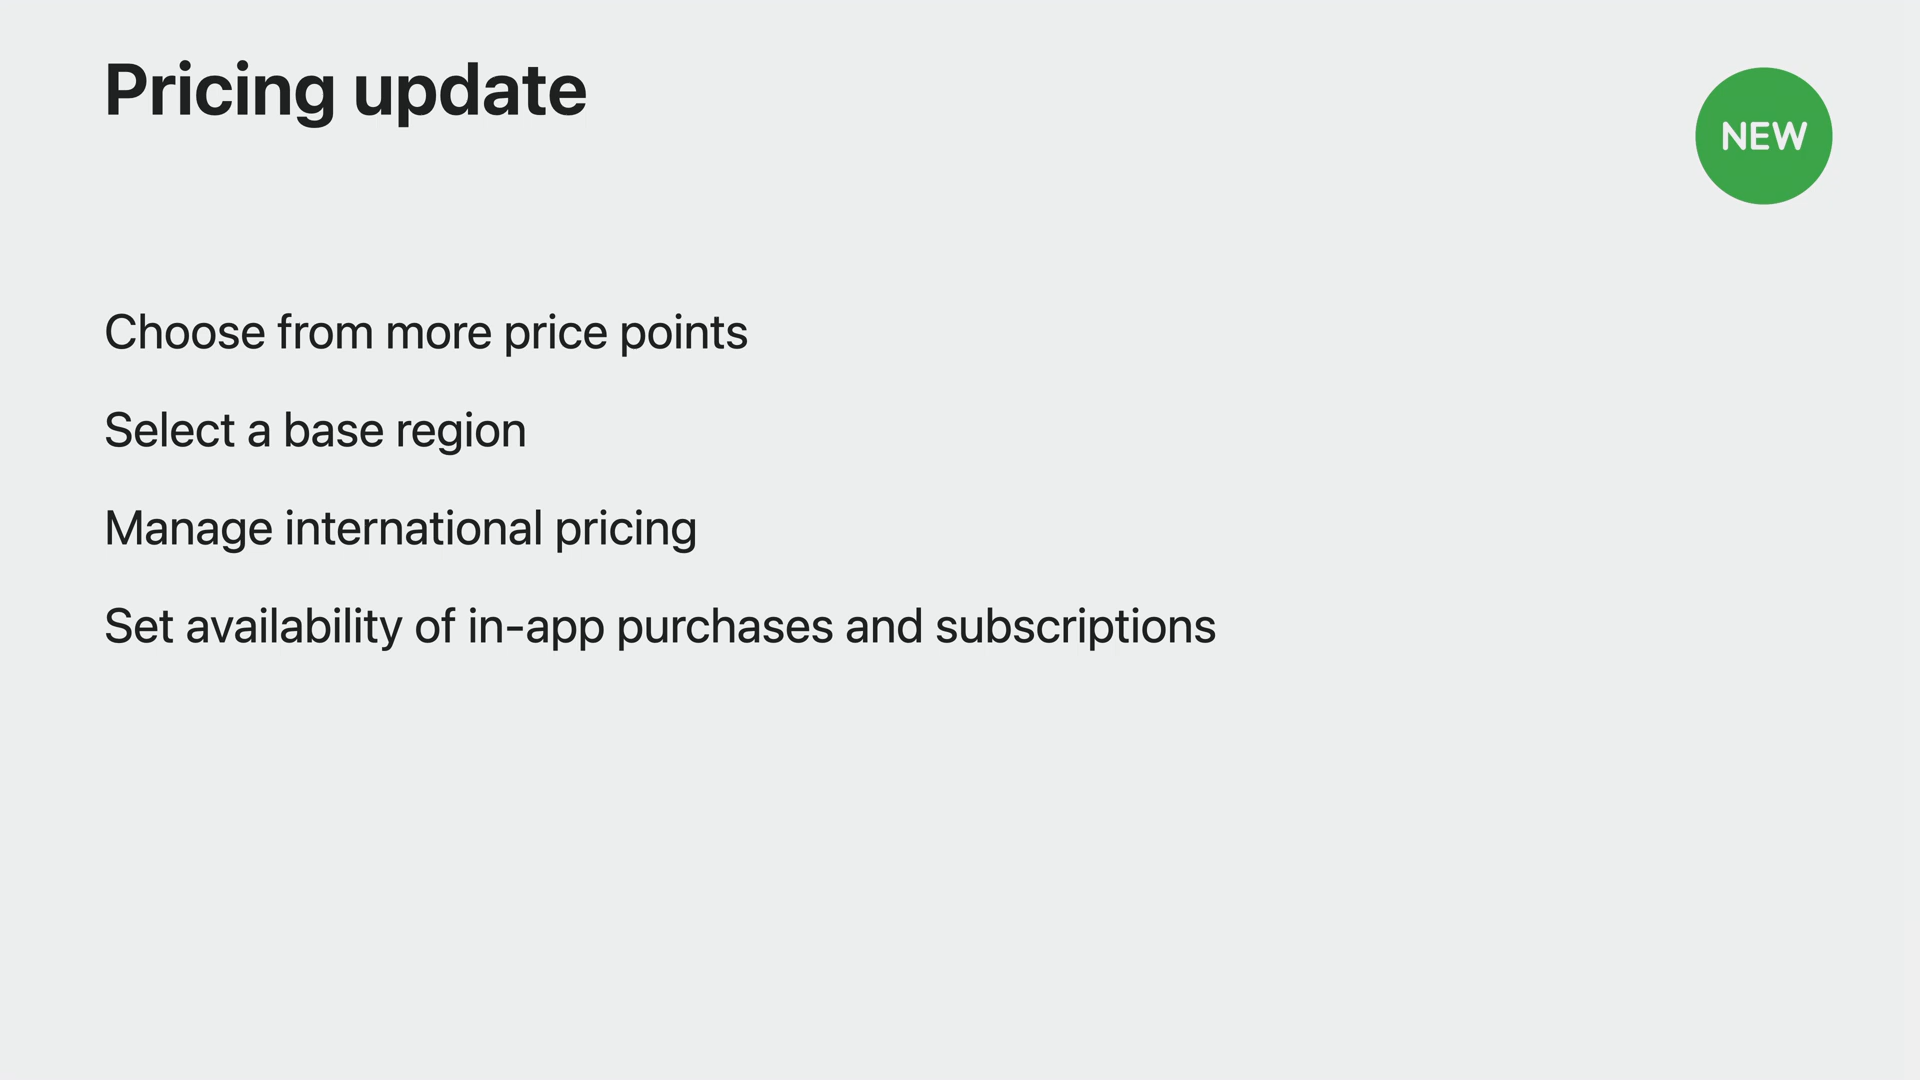 Pricing update
NEW
Choose from more price points
Select a base region
Manage international pricing
Set availability of in-app purchases and subscriptions